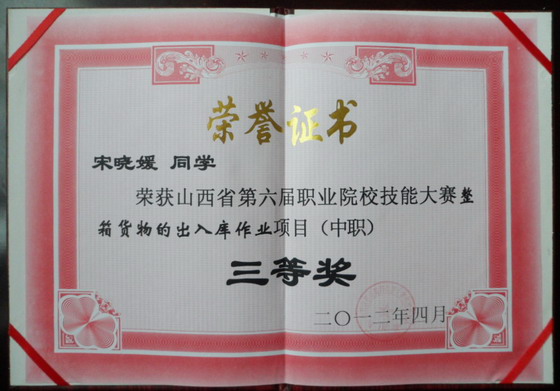 荣誉证书
宋晓媛 同学
荣获山西省第六届职业院校技能大赛整
箱货物的出入库作业项目（中职）
三等奖
二〇一二年四月